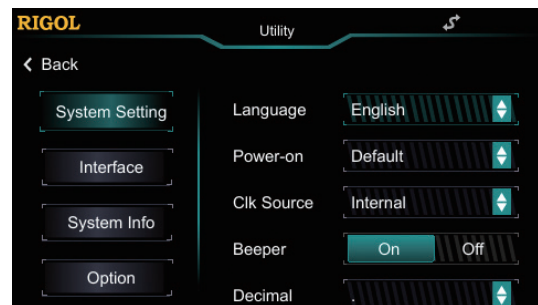 RIGOL
Utility
Back
System Setting
Interface
System Info
Option
Language English
Power-on Default
Clk Source Internal
Beeper On Off
Decimal .